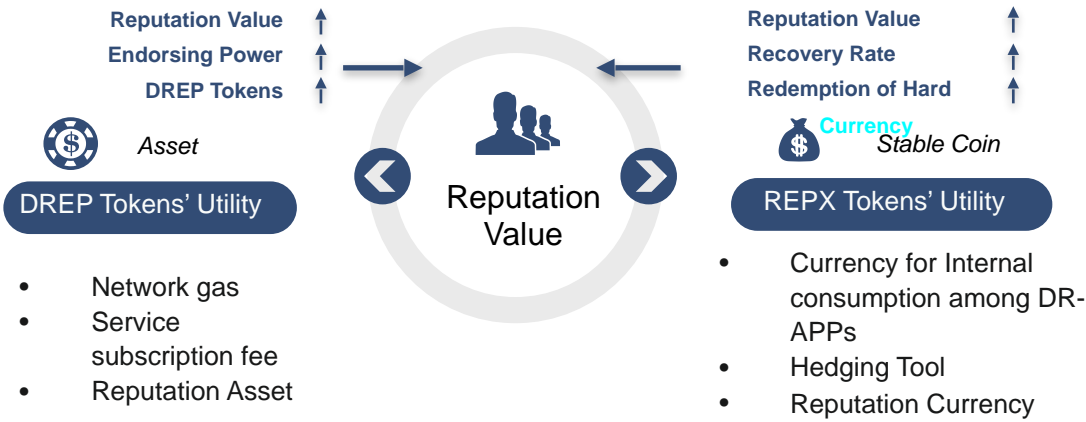 Reputation Value
Endorsing Power
DREP Tokens
Asset
DREP Tokens’ Utility
• Network gas
• Service
subscription fee
• Reputation Asset
Reputation
Value
Reputation Value
Recovery Rate
Redemption of Hard
Currency
$
Stable Coin
REPX Tokens’ Utility
• Currency for Internal
consumption among DR-
APPs
• Hedging Tool
• Reputation Currency
$